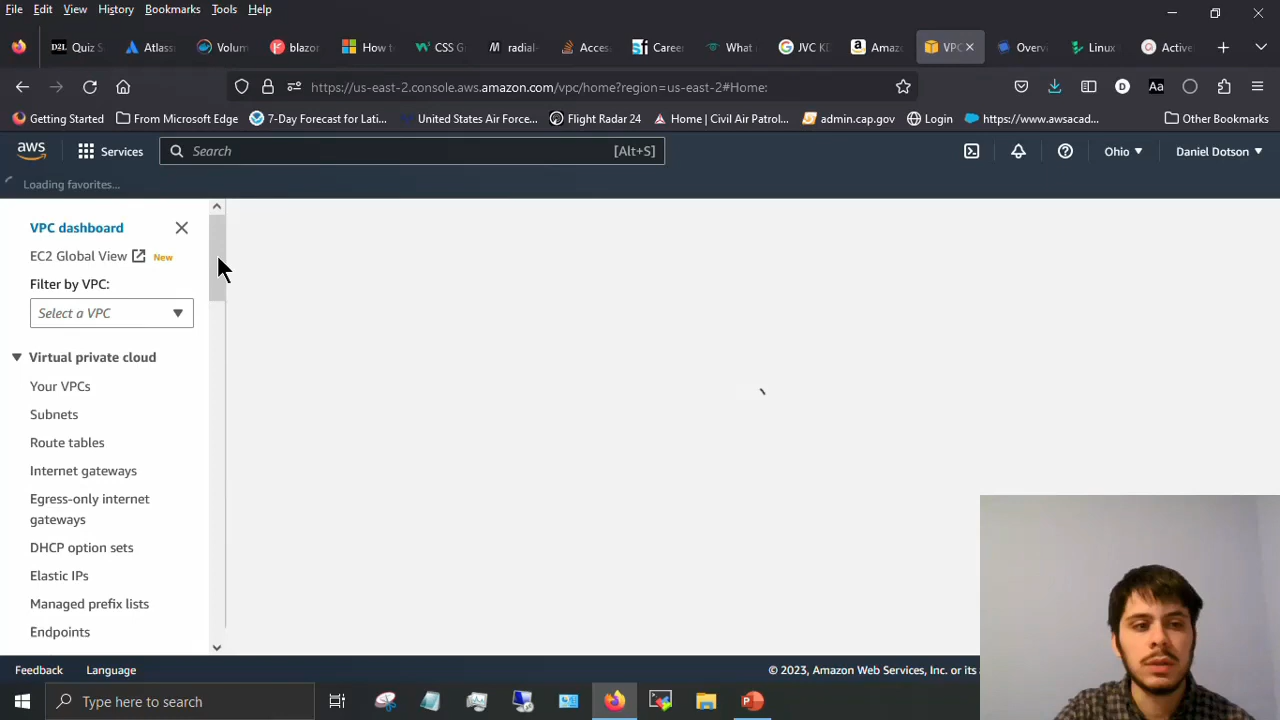 File Edit View History Bookmarks Tools Help
D2L Quiz S Atlass Volum blazor How t CSS G radial- Acces Si Caree What JVC KD Amaz VPC Overvi Linux Active
https://us-east-2.console.aws.amazon.com/vpc/home?region=us-east-2#Home:
D Aa
Getting Started From Microsoft Edge 7-Day Forecast for Lati... United States Air Force... Flight Radar 24 Home | Civil Air Patrol... admin.cap.gov Login https://www.awsacad... Other Bookmarks
aws Services Search [Alt+S] Ohio Daniel Dotson
Loading favorites...
VPC dashboard
EC2 Global View New
Filter by VPC:
Select a VPC
Virtual private cloud
Your VPCs
Subnets
Route tables
Internet gateways
Egress-only internet
gateways
DHCP option sets
Elastic IPs
Managed prefix lists
Endpoints
Feedback Language © 2023, Amazon Web Services, Inc. or its
Type here to search